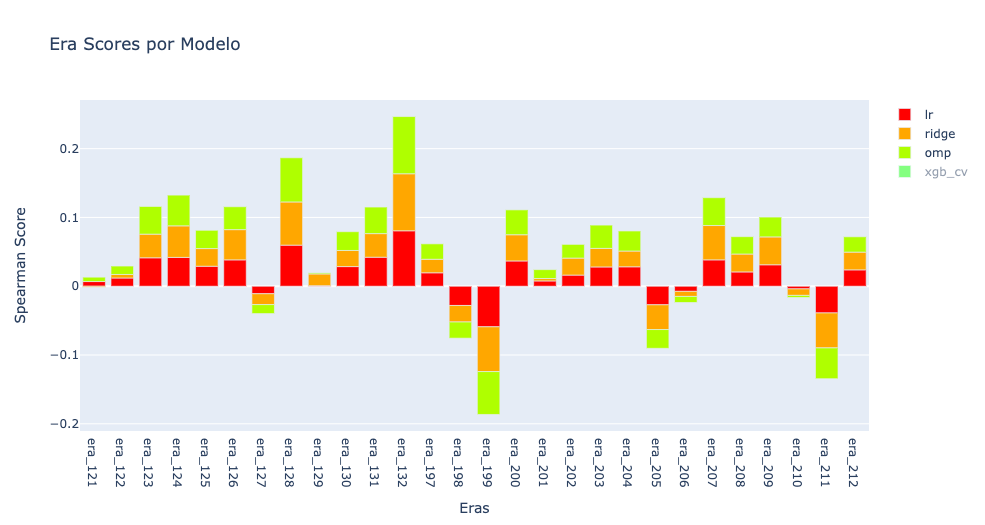 Era Scores por Modelo
lr
ridge
omp
xgb_cv
Spearman Score
0.2
0.1
0
−0.1
−0.2
era_121
era_122
era_123
era_124
era_125
era_126
era_127
era_128
era_129
era_130
era_131
era_132
era_197
era_198
era_199
era_200
era_201
era_202
era_203
era_204
era_205
era_206
era_207
era_208
era_209
era_210
era_211
era_212
Eras